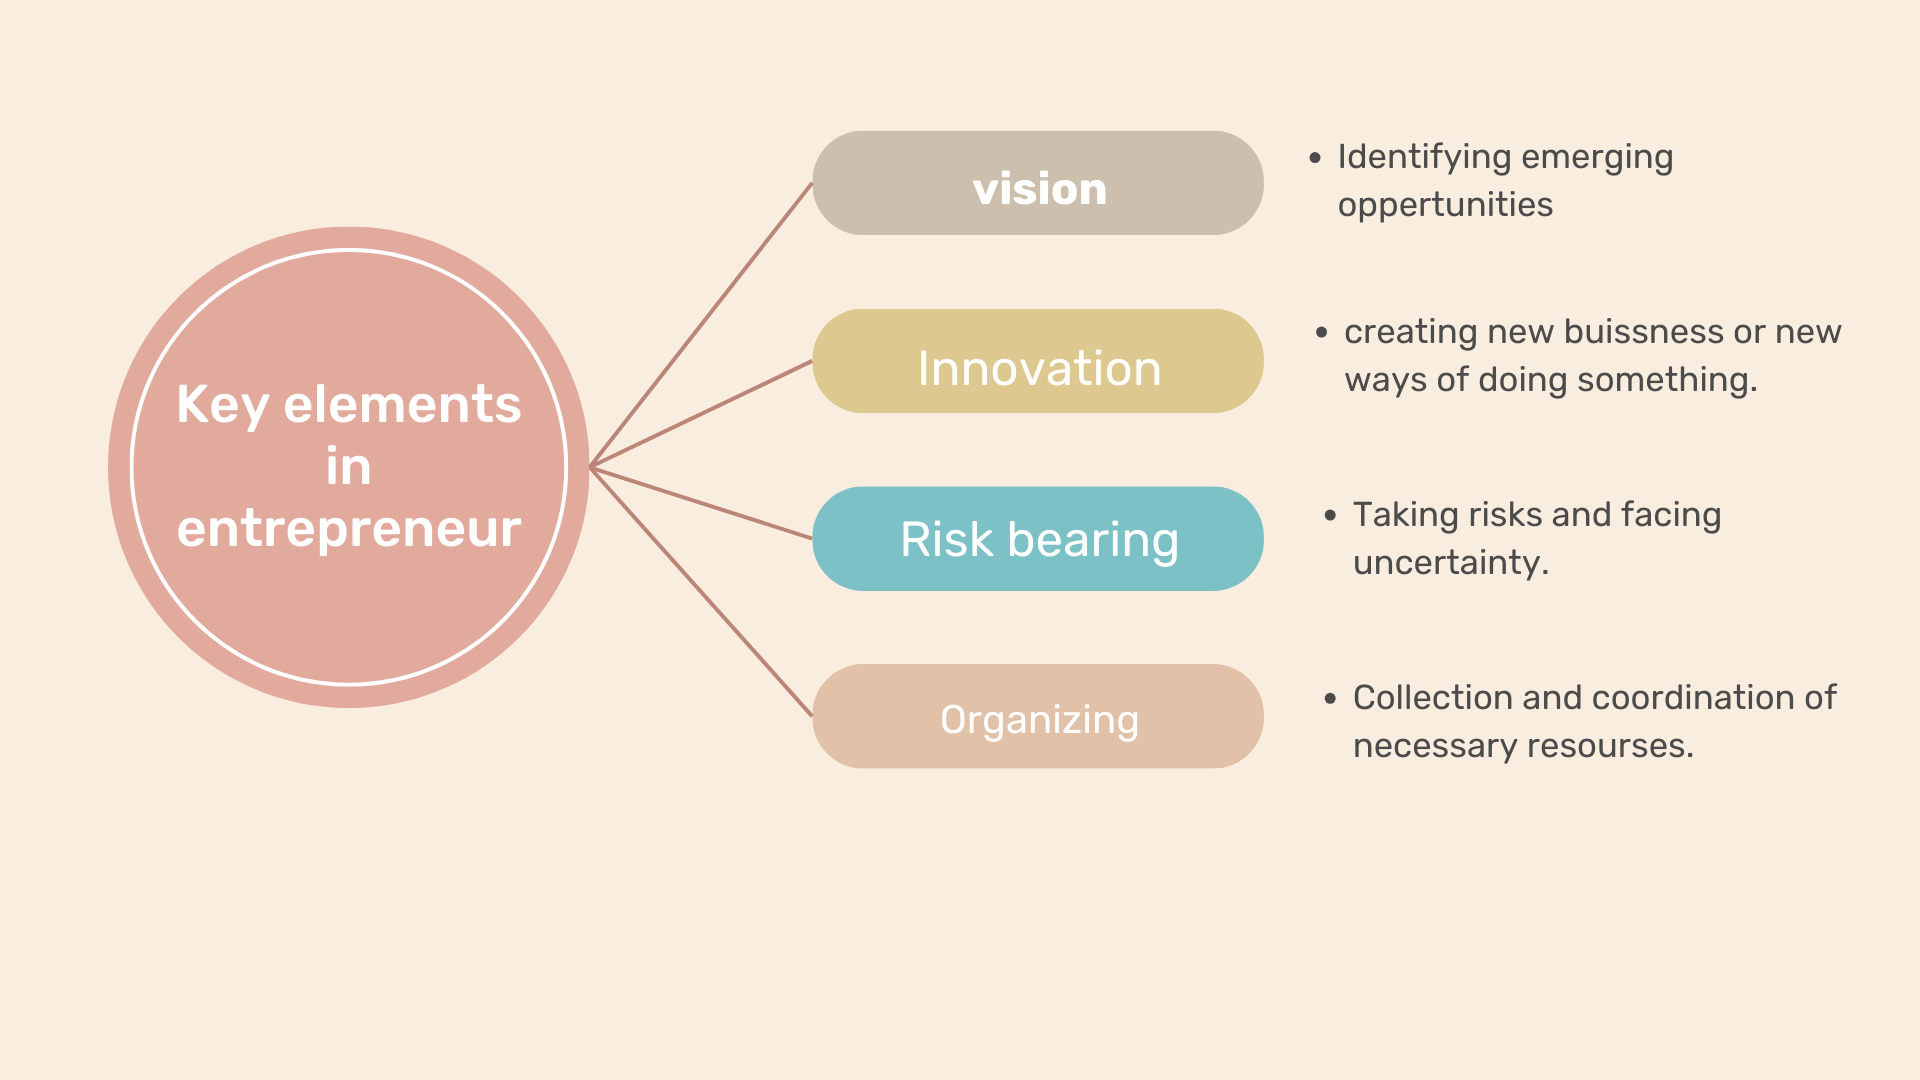 Key elements
in
entrepreneur
vision
• Identifying emerging
oppertunities
Innovation
• creating new buissness or new
ways of doing something.
Risk bearing
• Taking risks and facing
uncertainty.
Organizing
• Collection and coordination of
necessary resourses.